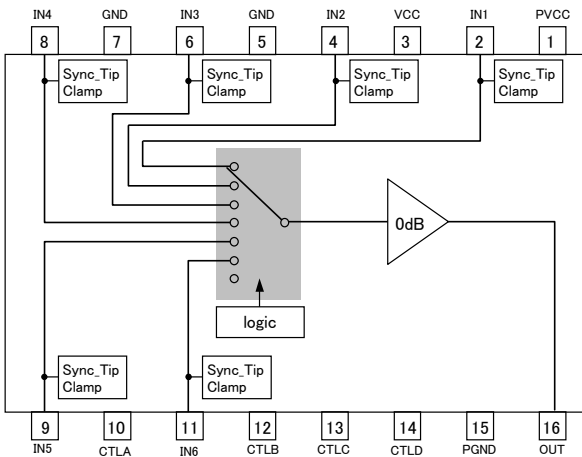 IN4 GND IN3 GND IN2 VCC IN1 PVCC
8 7 6 5 4 3 2 1
Sync_Tip Clamp
Sync_Tip Clamp
Sync_Tip Clamp
Sync_Tip Clamp
0dB
logic
Sync_Tip Clamp
Sync_Tip Clamp
9 10 11 12 13 14 15 16
IN5 CTLA IN6 CTLB CTLC CTLD PGND OUT